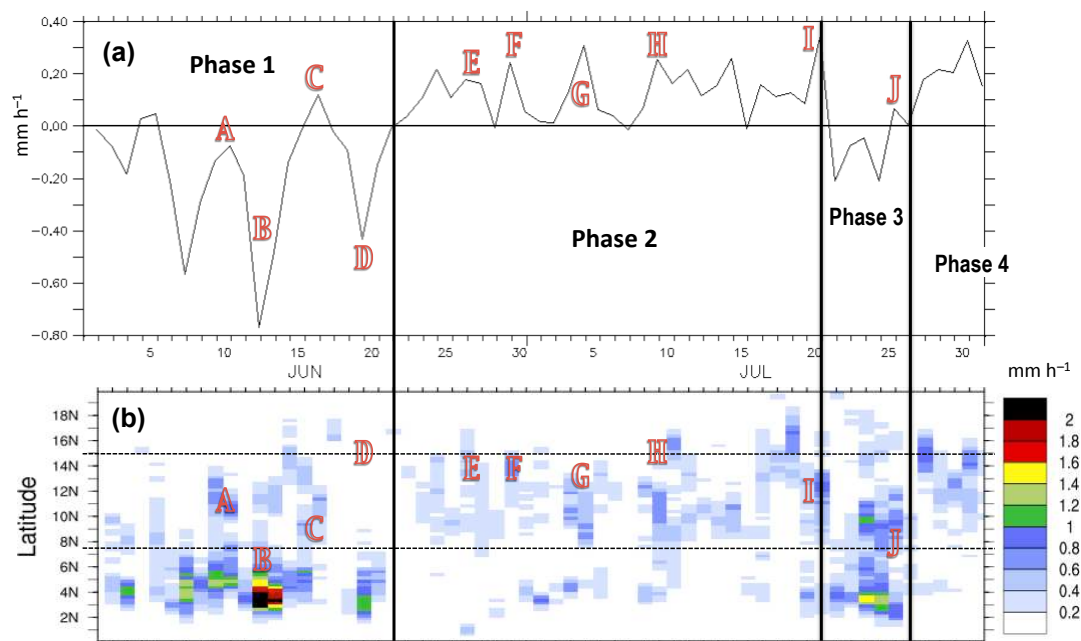 0.40
0.20
0.00
−0.20
−0.40
−0.60
−0.80
mm h⁻¹
(a)
Phase 1
Phase 2
Phase 3
Phase 4
A
B
C
D
E
F
G
H
I
J
5 10 15 20 25 30 5 10 15 20 25 30
JUN JUL
mm h⁻¹
(b)
18N
16N
14N
12N
10N
8N
6N
4N
2N
Latitude
A
B
C
D
E
F
G
H
I
J
2
1.8
1.6
1.4
1.2
1
0.8
0.6
0.4
0.2